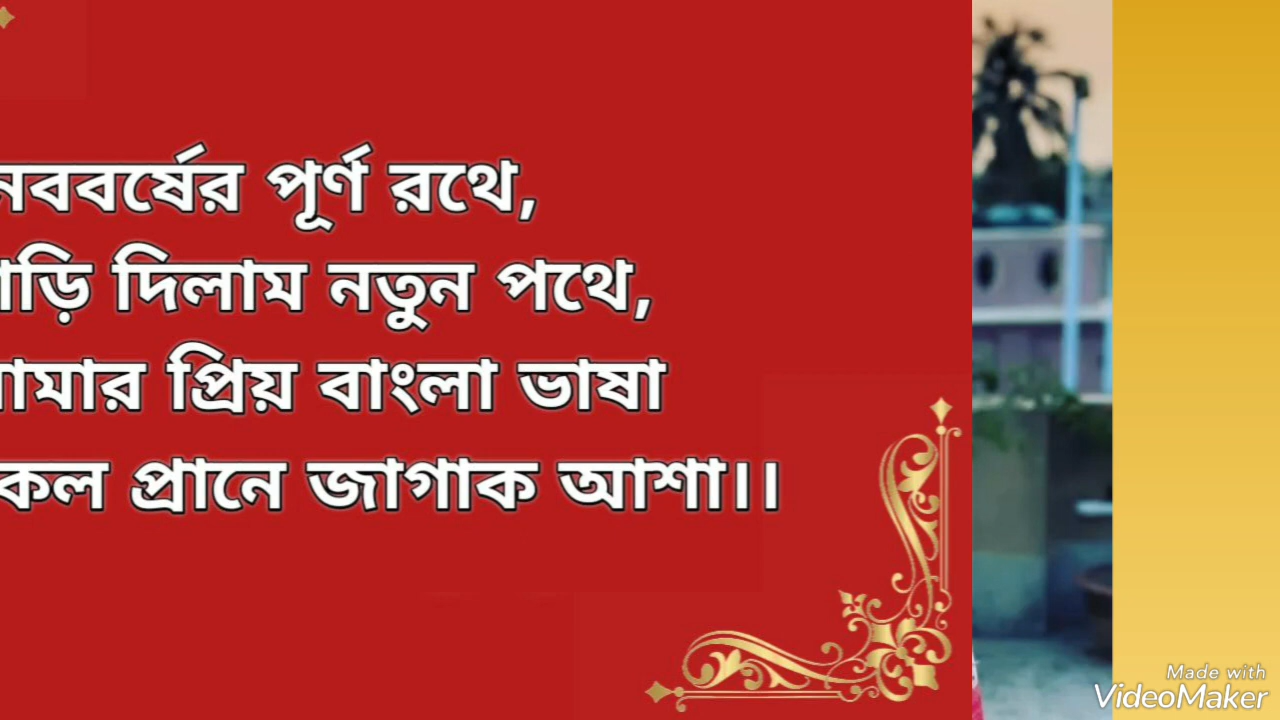 নববর্ষের পূর্ণ রথে,
দিলাম নতুন পথে,
প্রিয় বাংলা ভাষা
প্রানে জাগাক আশা।।
Made with
VideoMaker